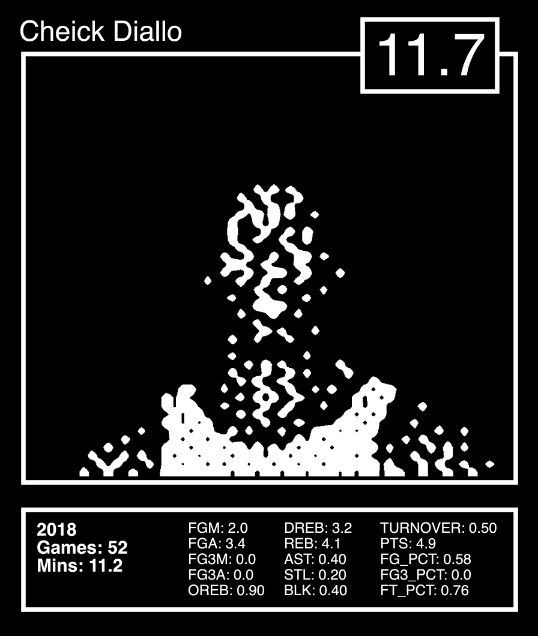 Cheick Diallo
11.7
2018
Games: 52
Mins: 11.2
FGM: 2.0
FGA: 3.4
FG3M: 0.0
FG3A: 0.0
OREB: 0.90
DREB: 3.2
REB: 4.1
AST: 0.40
STL: 0.20
BLK: 0.40
TURNOVER: 0.50
PTS: 4.9
FG_PCT: 0.58
FG3_PCT: 0.0
FT_PCT: 0.76